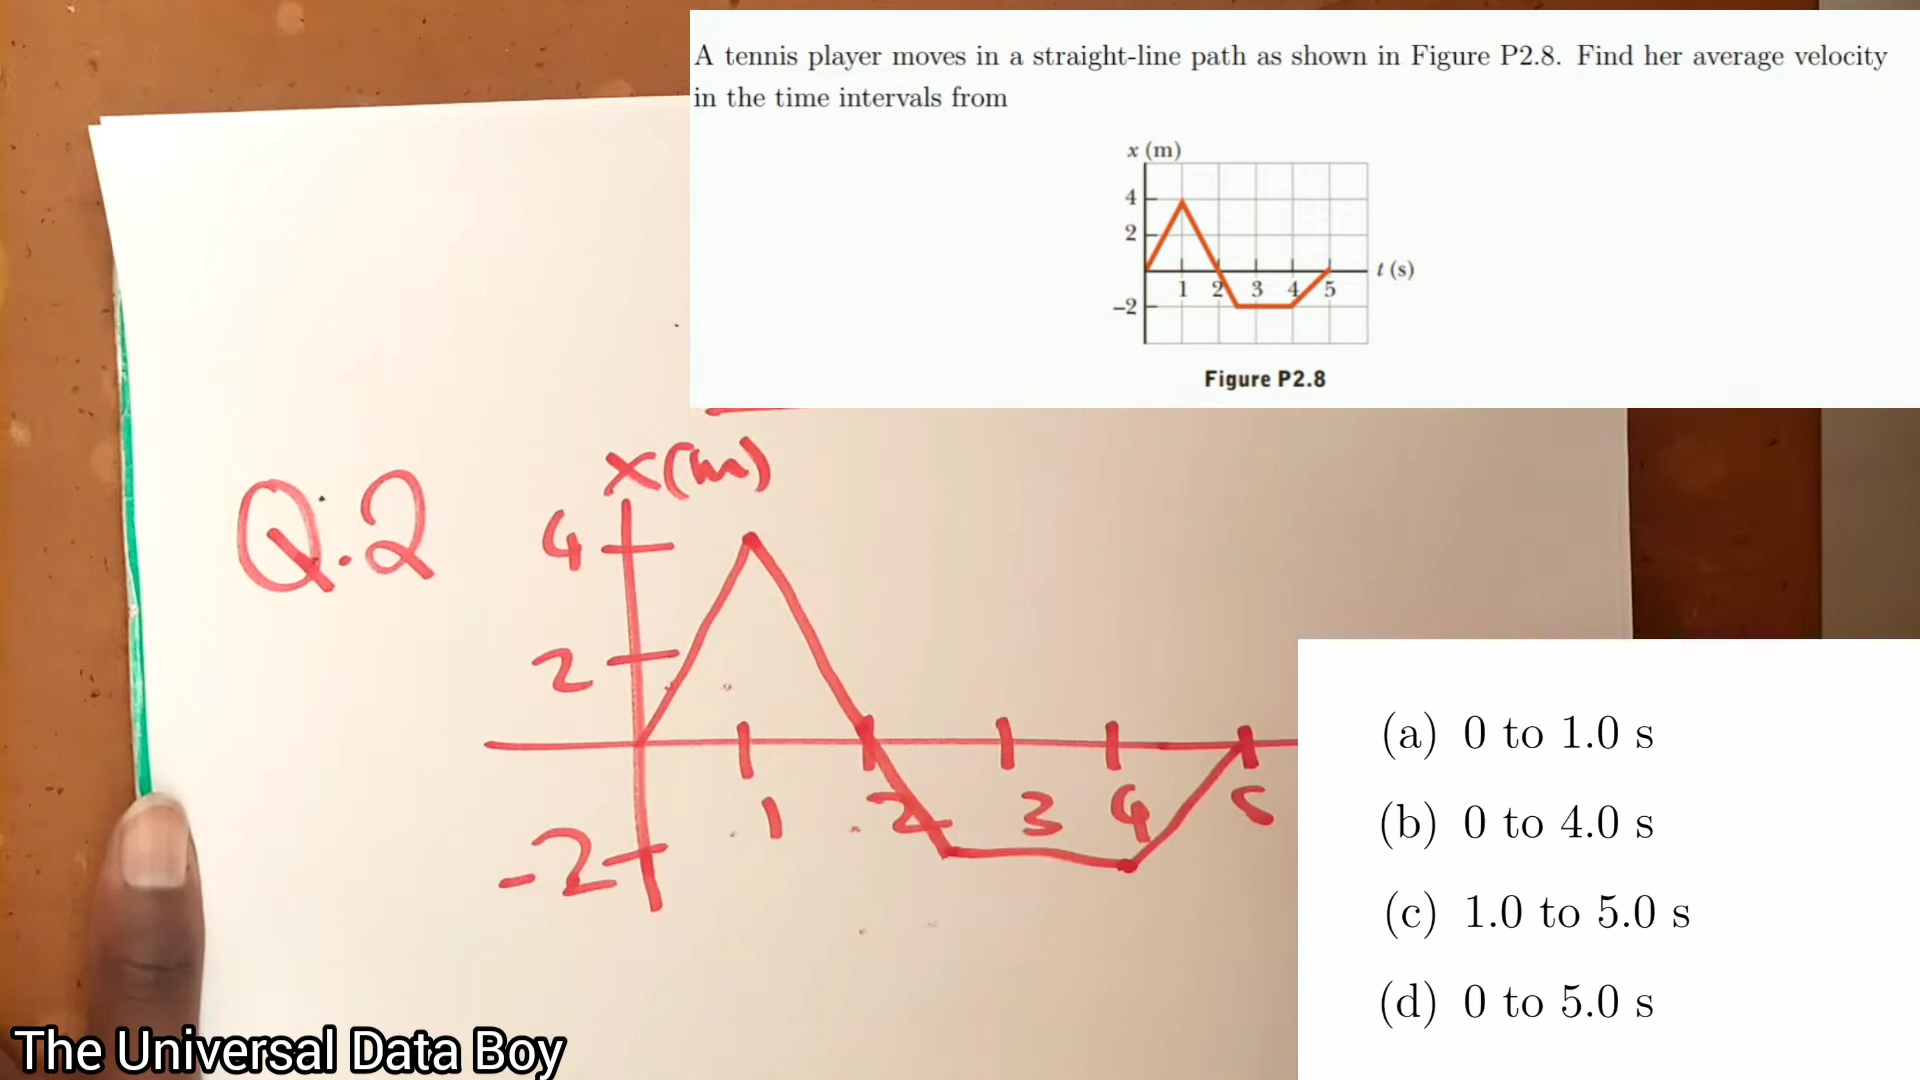 A tennis player moves in a straight-line path as shown in Figure P2.8. Find her average velocity
in the time intervals from
x (m)
4
2
-2
1 2 3 4 5
t (s)
Figure P2.8
Q.2
x(m)
4
2
-2
1 2 3 4 5
(a) 0 to 1.0 s
(b) 0 to 4.0 s
(c) 1.0 to 5.0 s
(d) 0 to 5.0 s
The Universal Data Boy